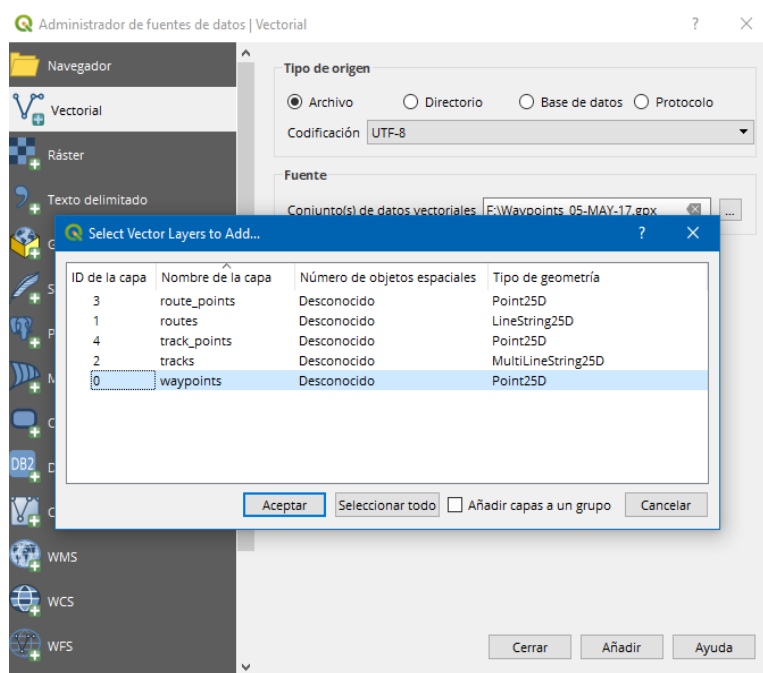 Administrador de fuentes de datos | Vectorial ? ×
Navegador
Vectorial
Ráster
Texto delimitado
Tipo de origen
Archivo Directorio Base de datos Protocolo
Codificación UTF-8
Fuente
Conjunto(s) de datos vectoriales F:\Waypoints_05-MAY-17.gpx ...
Select Vector Layers to Add... ? ×
ID de la capa Nombre de la capa Número de objetos espaciales Tipo de geometría
3 route_points Desconocido Point25D
1 routes Desconocido LineString25D
4 track_points Desconocido Point25D
2 tracks Desconocido MultiLineString25D
0 waypoints Desconocido Point25D
Aceptar Seleccionar todo Añadir capas a un grupo Cancelar
DB2
WMS
WCS
WFS
Cerrar Añadir Ayuda